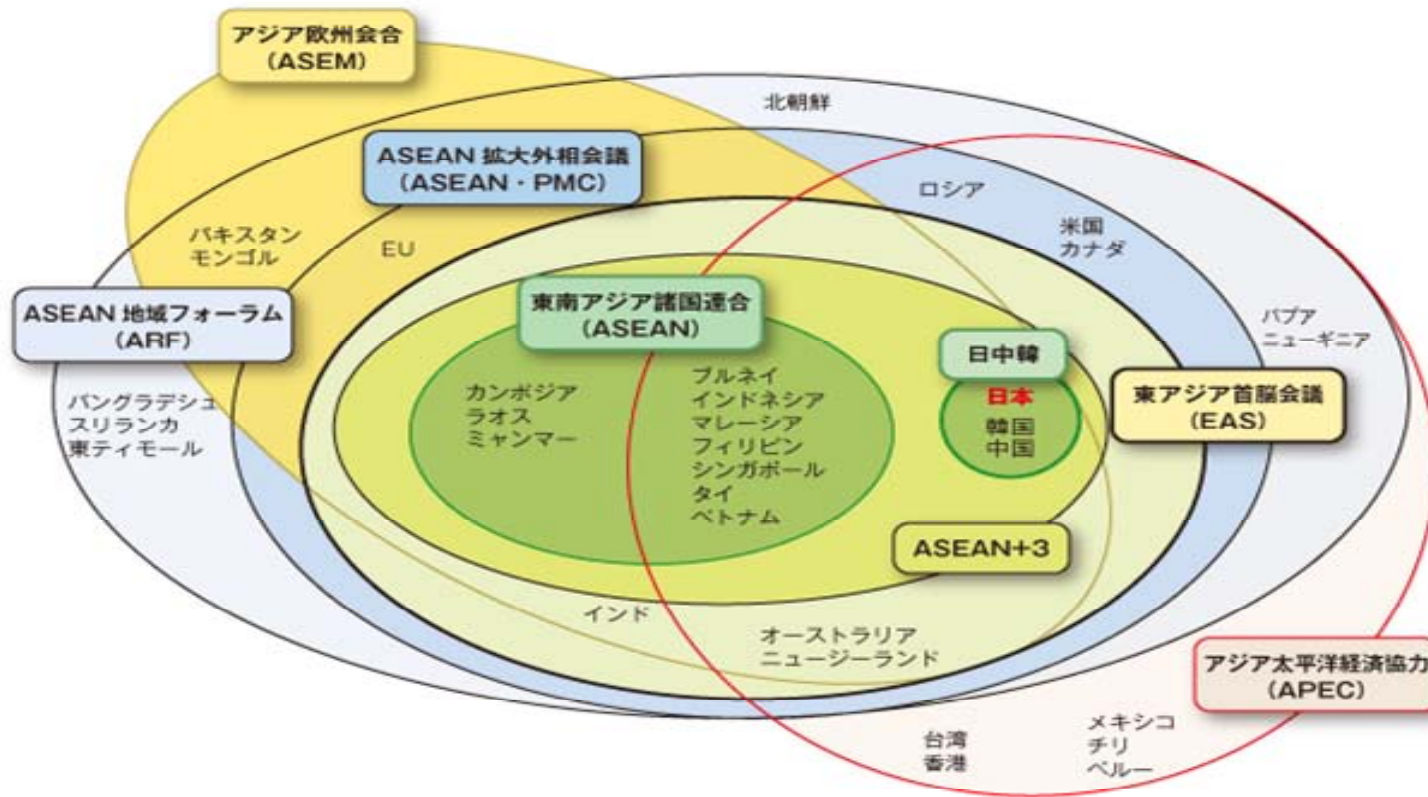 アジア欧州会合
(ASEM)
北朝鮮
ASEAN 拡大外相会議
(ASEAN・PMC)
ロシア
米国
カナダ
パキスタン
モンゴル
EU
ASEAN 地域フォーラム
(ARF)
東南アジア諸国連合
(ASEAN)
パプア
ニューギニア
日中韓
日本
韓国
中国
東アジア首脳会議
(EAS)
バングラデシュ
スリランカ
東ティモール
カンボジア
ラオス
ミャンマー
ブルネイ
インドネシア
マレーシア
フィリピン
シンガポール
タイ
ベトナム
ASEAN+3
インド
オーストラリア
ニュージーランド
アジア太平洋経済協力
(APEC)
台湾
香港
メキシコ
チリ
ペルー